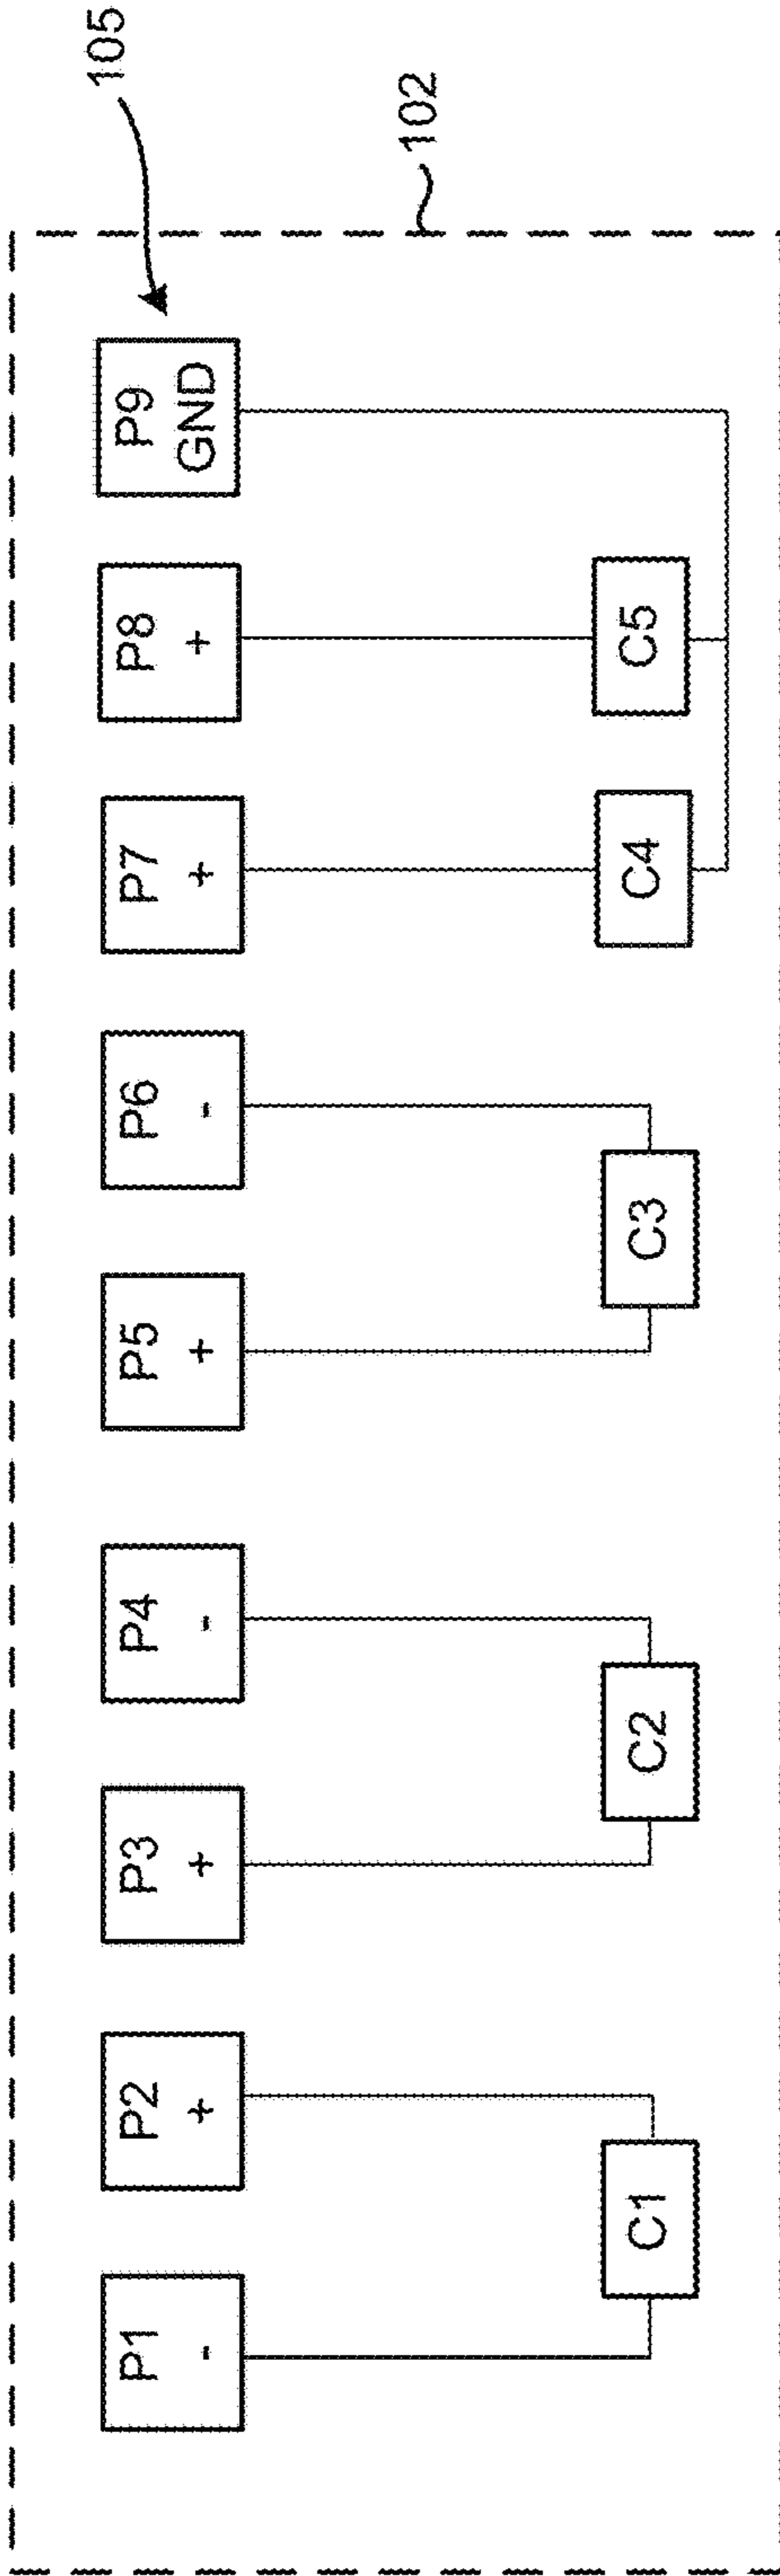 105
102
P1
-
P2
+
P3
+
P4
-
P5
+
P6
-
P7
+
P8
+
P9
GND
C1
C2
C3
C4
C5